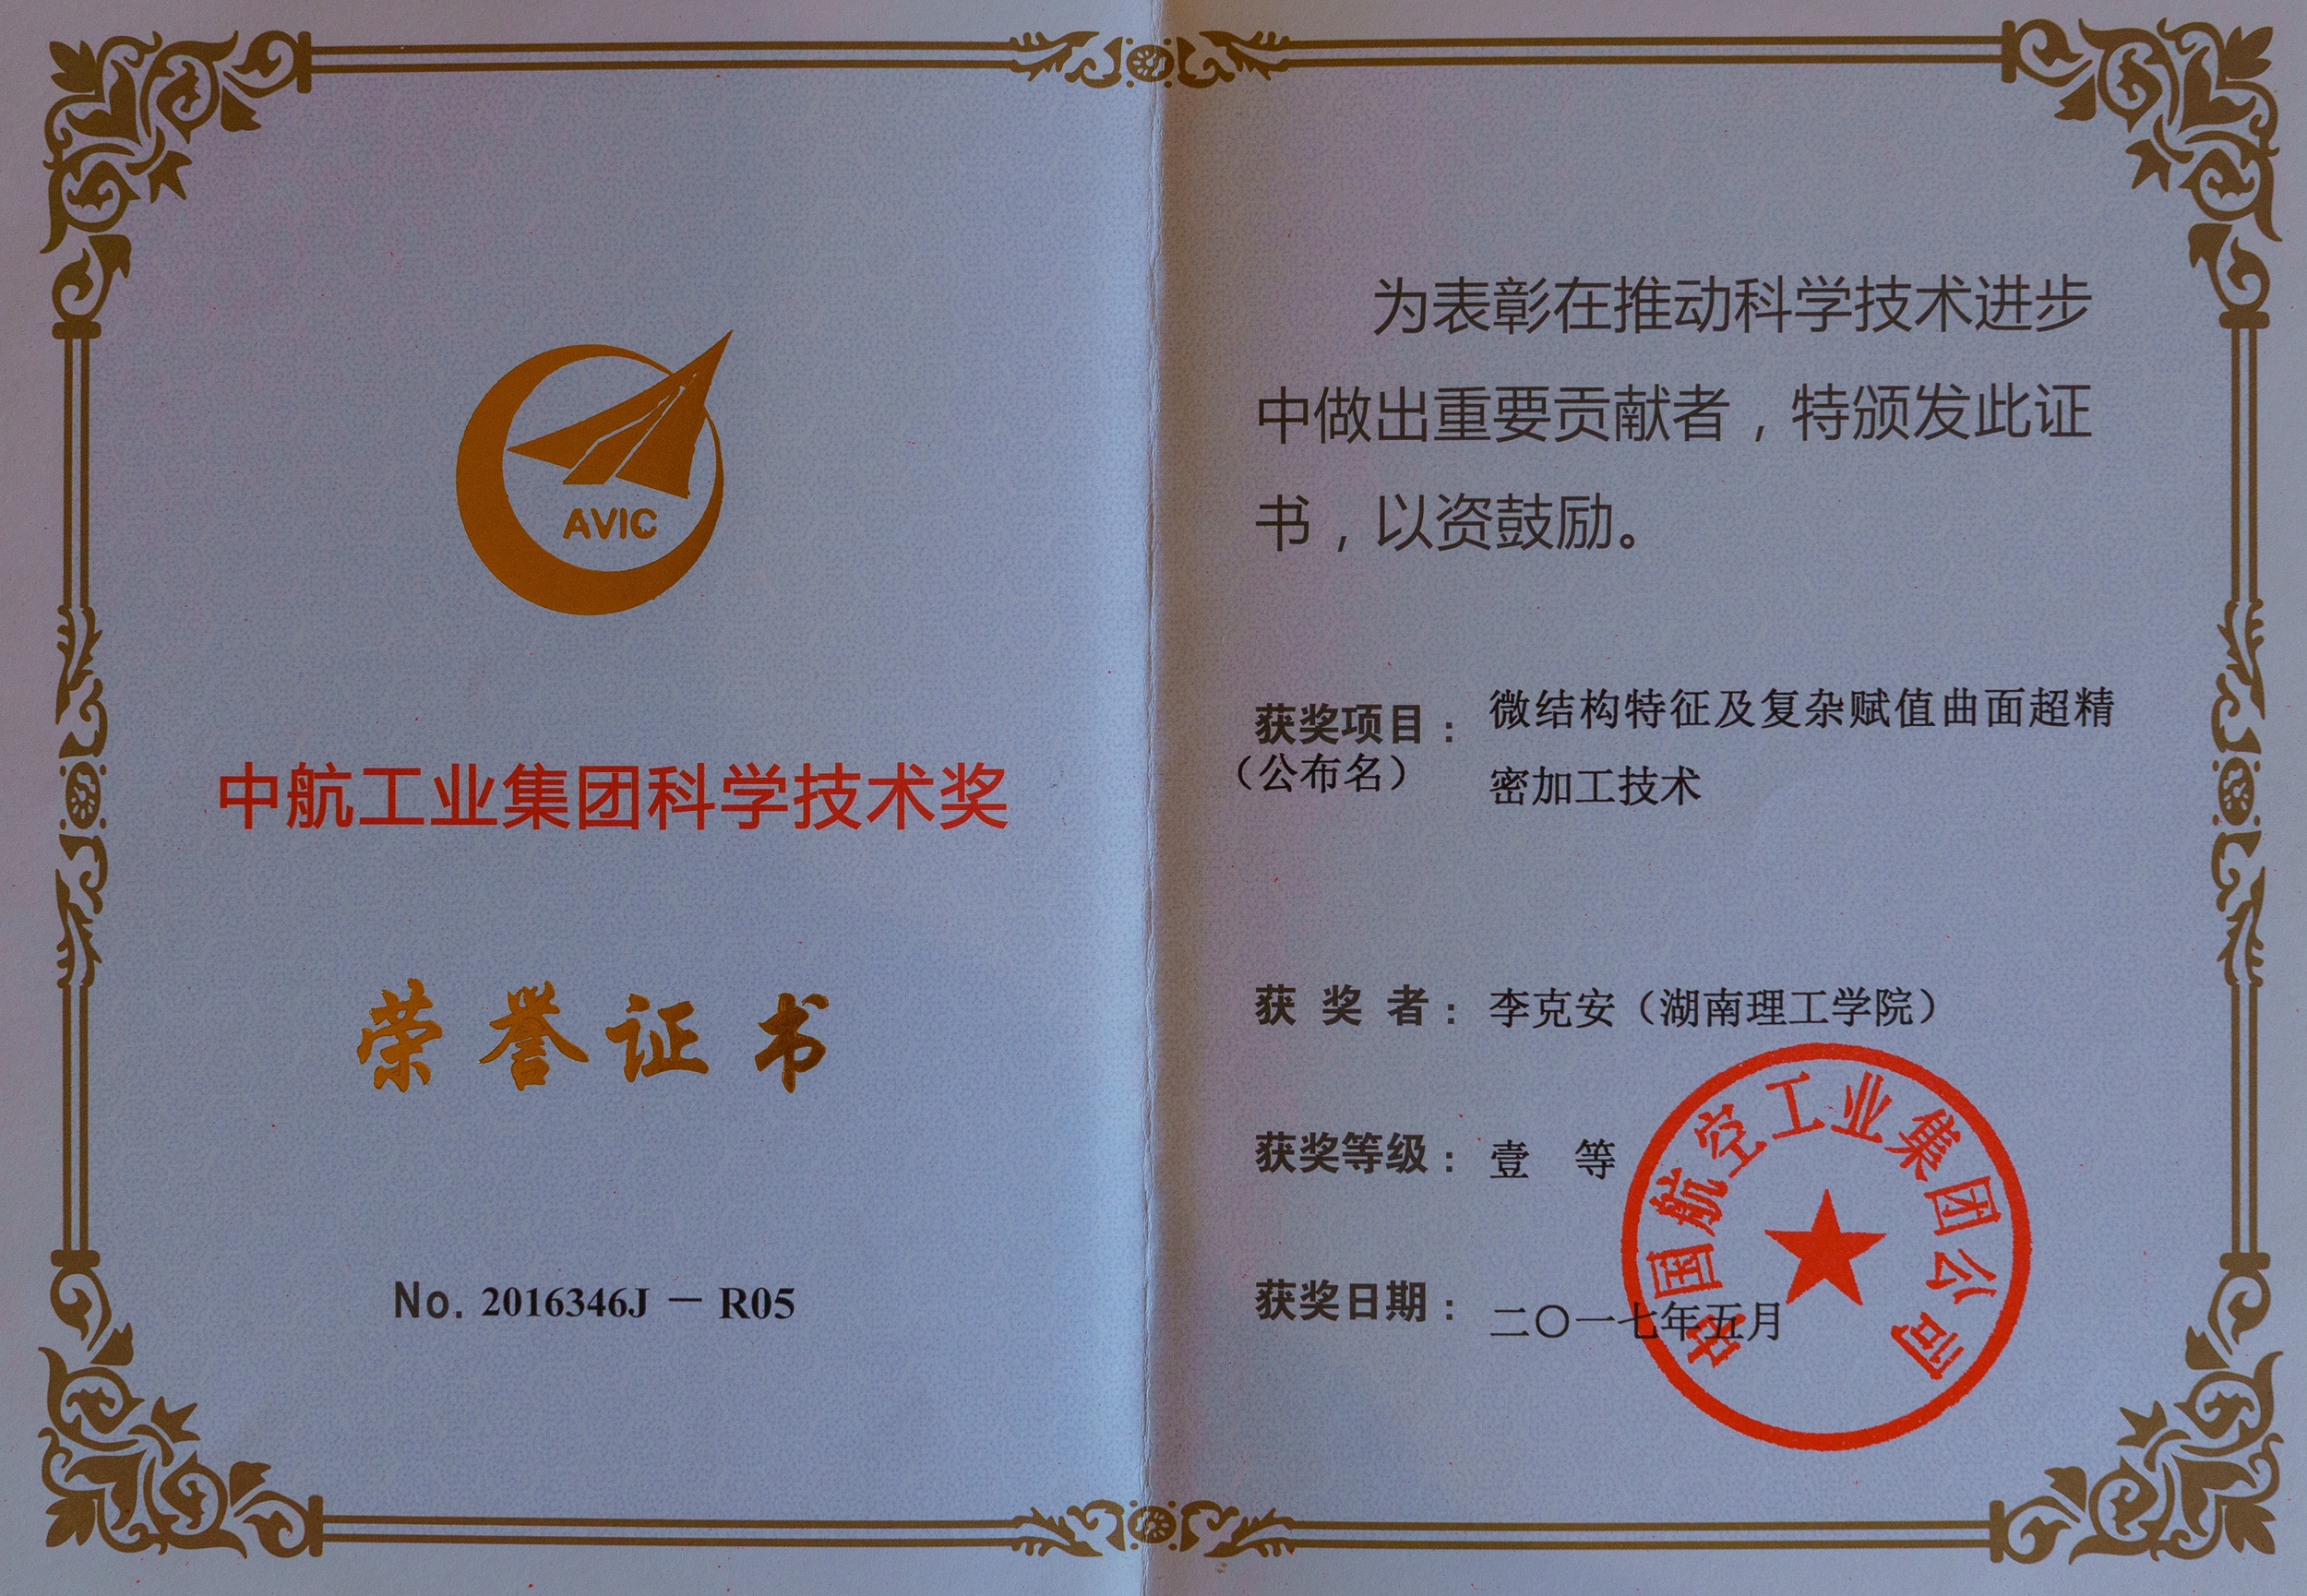 AVIC
中航工业集团科学技术奖
荣誉证书
No. 2016346J — R05
为表彰在推动科学技术进步
中做出重要贡献者，特颁发此证
书，以资鼓励。
获奖项目：微结构特征及复杂赋值曲面超精
（公布名）密加工技术
获奖者：李克安（湖南理工学院）
获奖等级：壹 等
获奖日期：二〇一七年五月
中国航空工业集团公司